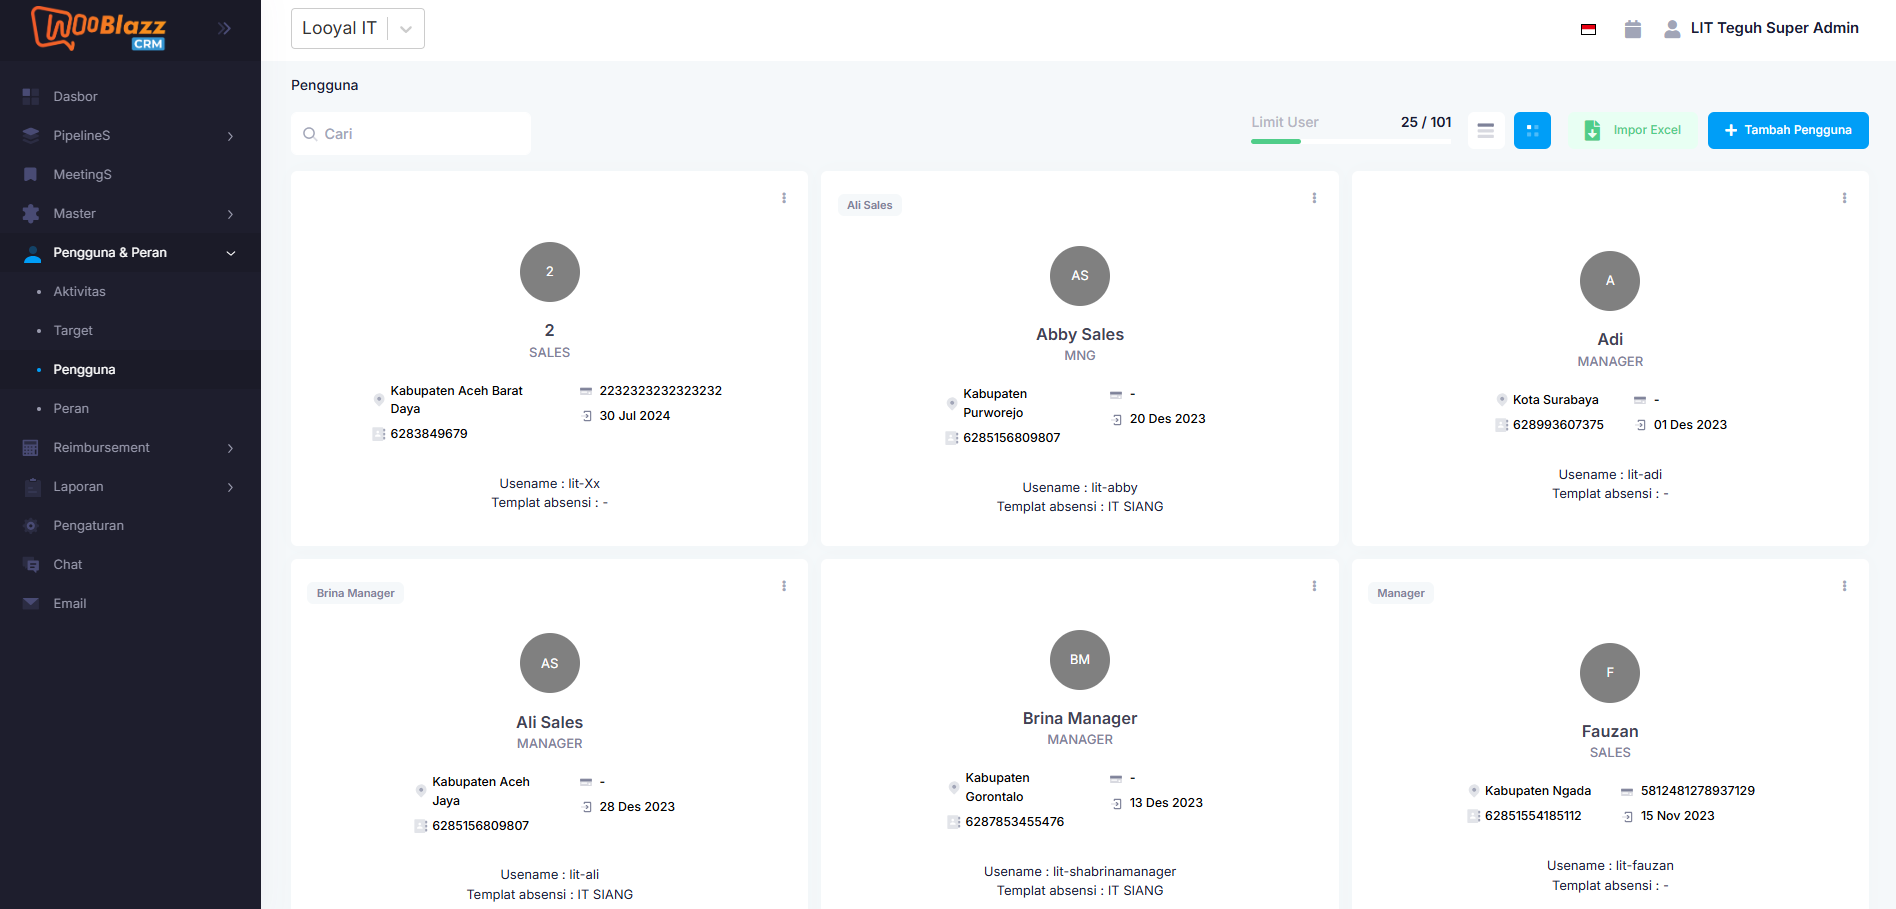 WOOBlazz
CRM
Looyal IT
LIT Teguh Super Admin
Dasbor
PipelineS
MeetingS
Master
Pengguna & Peran
Aktivitas
Target
Pengguna
Peran
Reimbursement
Laporan
Pengaturan
Chat
Email
Pengguna
Cari
Limit User
25 / 101
Impor Excel
Tambah Pengguna
2
2
SALES
Kabupaten Aceh Barat
Daya
6283849679
2232323232323232
30 Jul 2024
Usename : lit-Xx
Templat absensi : -
Ali Sales
AS
Abby Sales
MNG
Kabupaten
Purworejo
6285156809807
-
20 Des 2023
Usename : lit-abby
Templat absensi : IT SIANG
A
Adi
MANAGER
Kota Surabaya
628993607375
-
01 Des 2023
Usename : lit-adi
Templat absensi : -
Brina Manager
AS
Ali Sales
MANAGER
Kabupaten Aceh
Jaya
6285156809807
-
28 Des 2023
Usename : lit-ali
Templat absensi : IT SIANG
BM
Brina Manager
MANAGER
Kabupaten
Gorontalo
6287853455476
-
13 Des 2023
Usename : lit-shabrinamanager
Templat absensi : IT SIANG
Manager
F
Fauzan
SALES
Kabupaten Ngada
62851554185112
5812481278937129
15 Nov 2023
Usename : lit-fauzan
Templat absensi : -